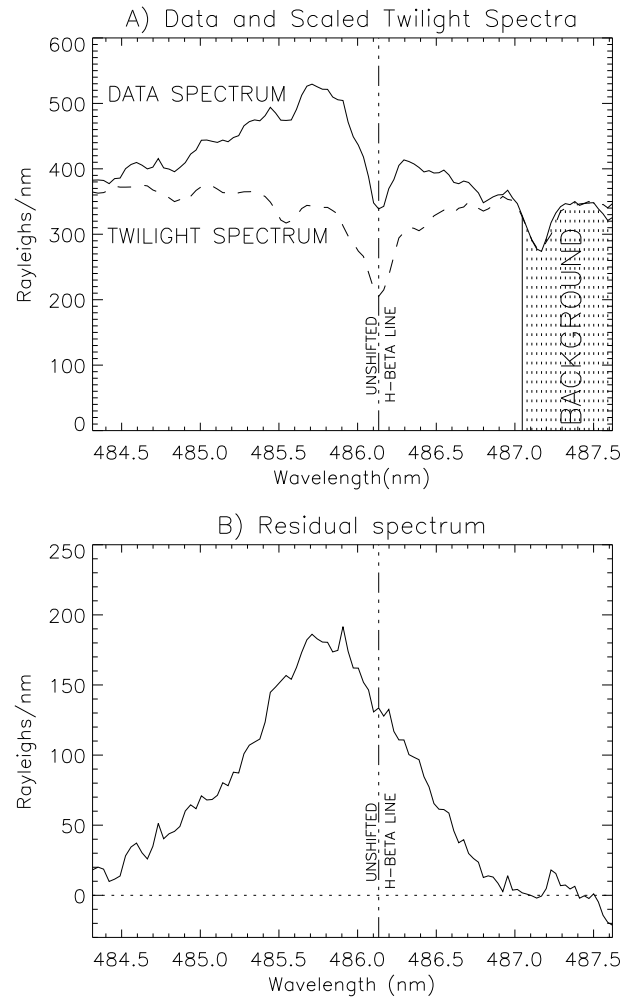 A) Data and Scaled Twilight Spectra
600
500
400
300
200
100
0
Rayleighs/nm
DATA SPECTRUM
TWILIGHT SPECTRUM
UNSHIFTED
H-BETA LINE
BACKGROUND
484.5 485.0 485.5 486.0 486.5 487.0 487.5
Wavelength(nm)
B) Residual spectrum
250
200
150
100
50
0
Rayleighs/nm
UNSHIFTED
H-BETA LINE
484.5 485.0 485.5 486.0 486.5 487.0 487.5
Wavelength (nm)